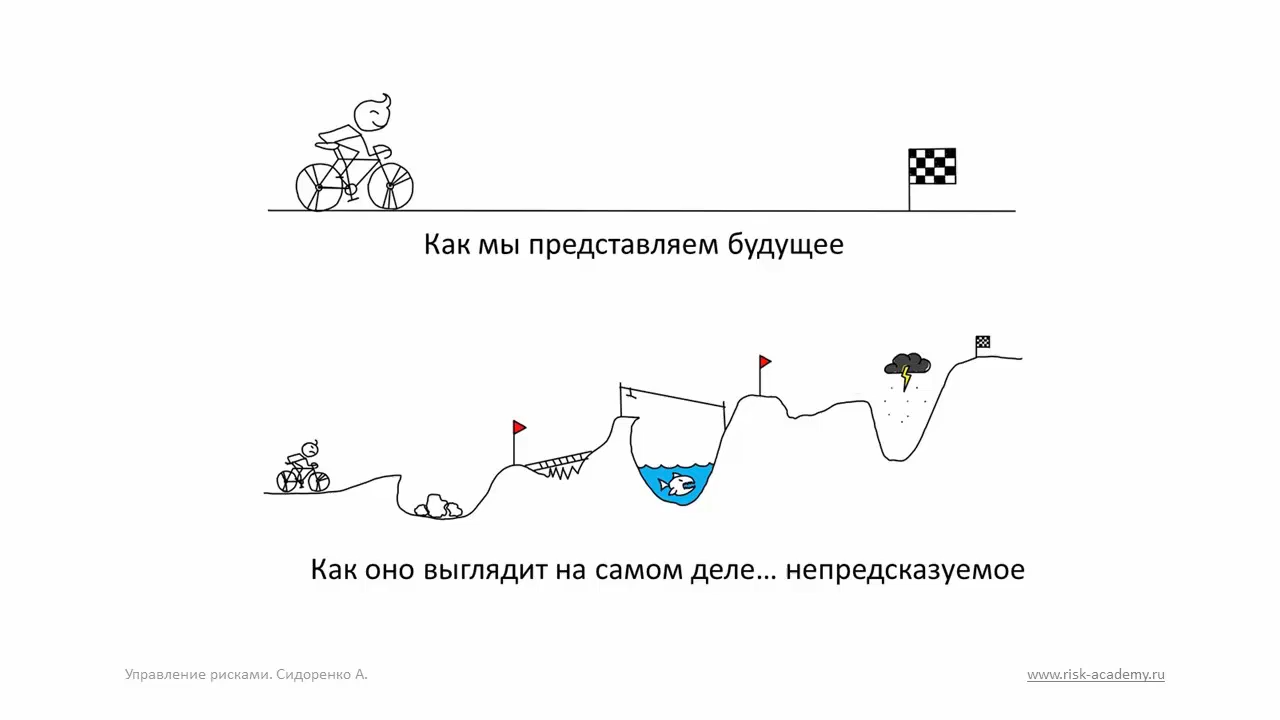 Как мы представляем будущее
Как оно выглядит на самом деле... непредсказуемое
Управление рисками. Сидоренко А.
www.risk-academy.ru